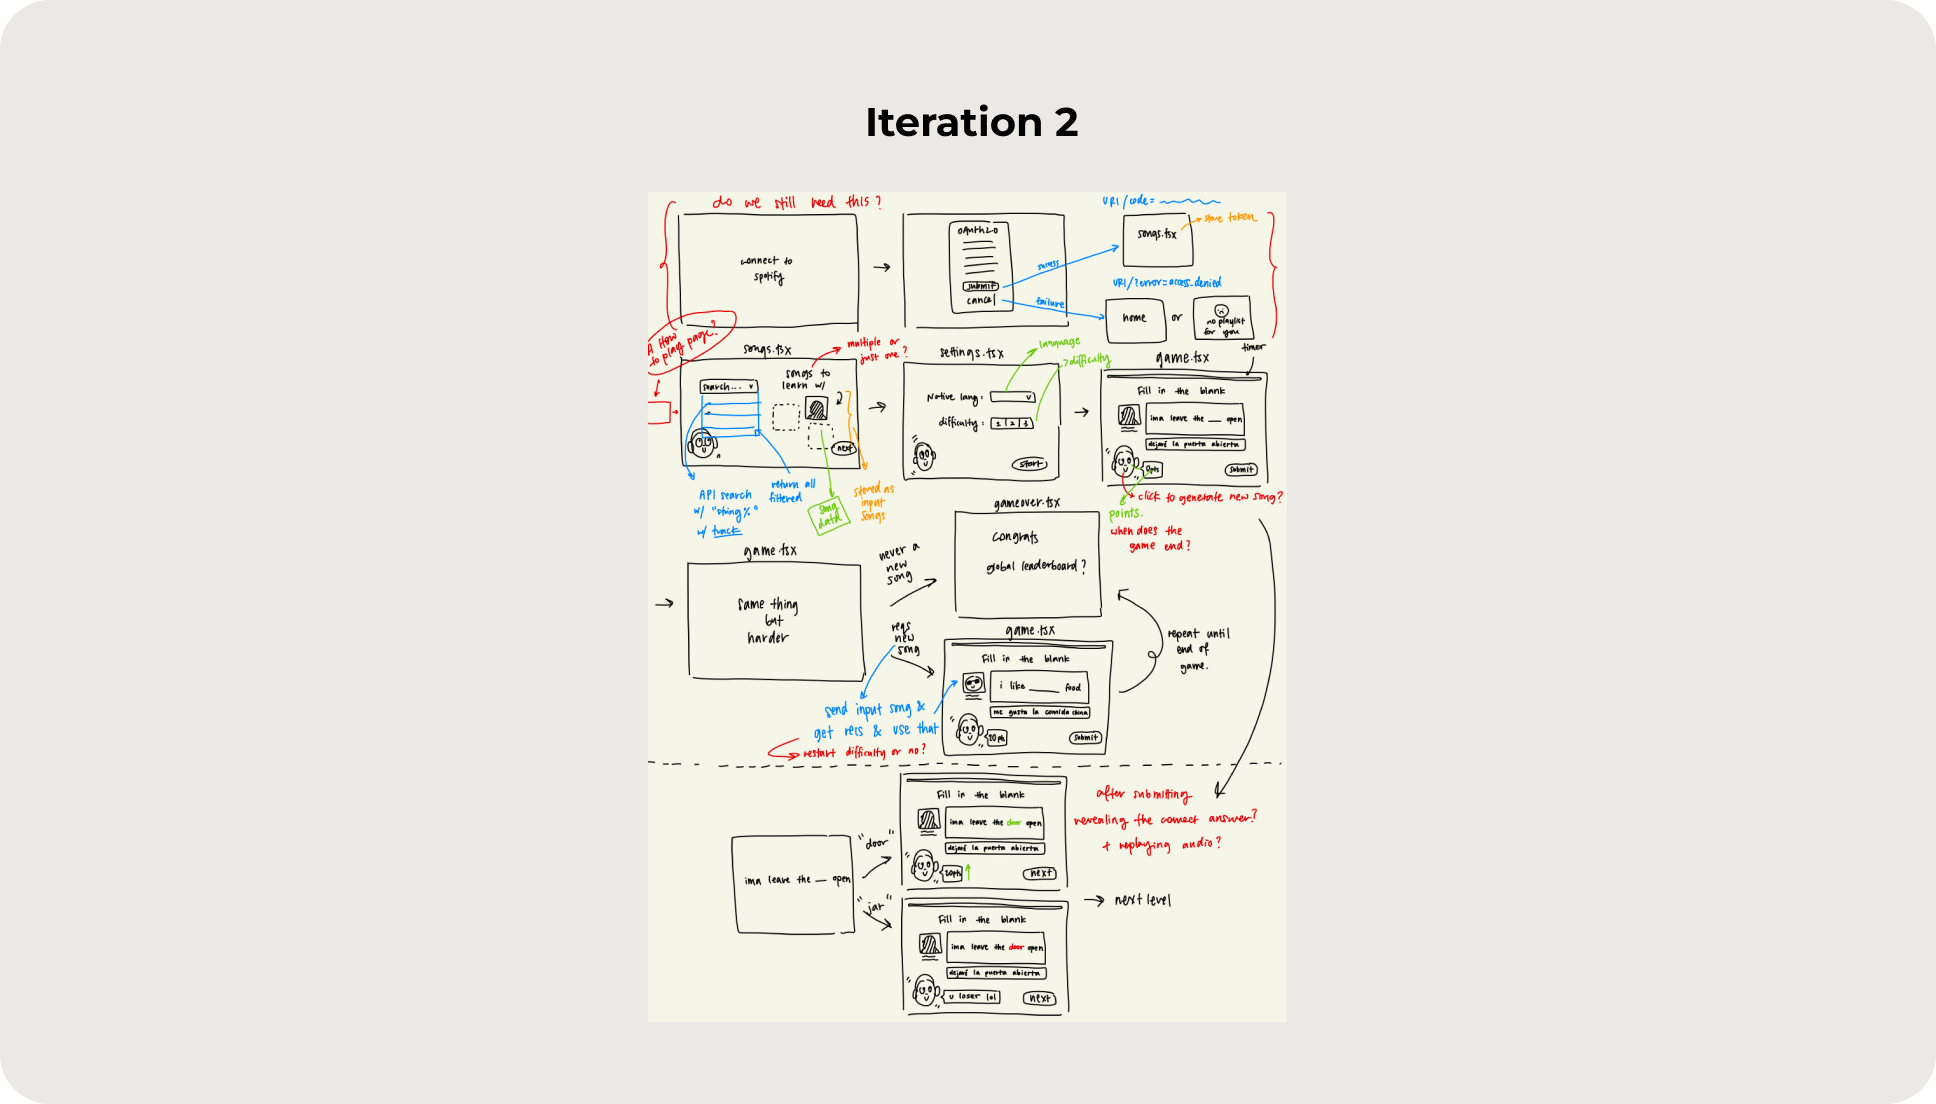 Iteration 2
do we still need this?
connect to
spotify
OAuth2.0
submit
cancel
success
failure
URI/code=
songs.tsx
store token
URI/?error=access_denied
home
or
no playlist
for you
A How
to play page?
songs.tsx
multiple or
just one?
search... v
songs to
learn w/
next
API search
w/ "string%"
w/ track
return all
filtered
song
data
stored as
input
songs
settings.tsx
language
difficulty
Native lang: v
difficulty: 1 2 3
start
timer
game.tsx
Fill in the blank
ima leave the __ open
dejaré la puerta abierta
0pts
submit
click to generate new song?
points.
when does the
game end?
game.tsx
same thing
but
harder
never a
new
song
recs
new
song
gameover.tsx
congrats
global leaderboard?
game.tsx
Fill in the blank
i like ____ food
me gusta la comida china
20 pts
submit
repeat until
end of
game.
send input song &
get recs & use that
restart difficulty or no?
ima leave the __ open
"door"
"jar"
Fill in the blank
ima leave the door open
dejaré la puerta abierta
20pts
next
after submitting
revealing the correct answer?
+ replaying audio?
Fill in the blank
ima leave the door open
dejaré la puerta abierta
u loser lol
next
next level